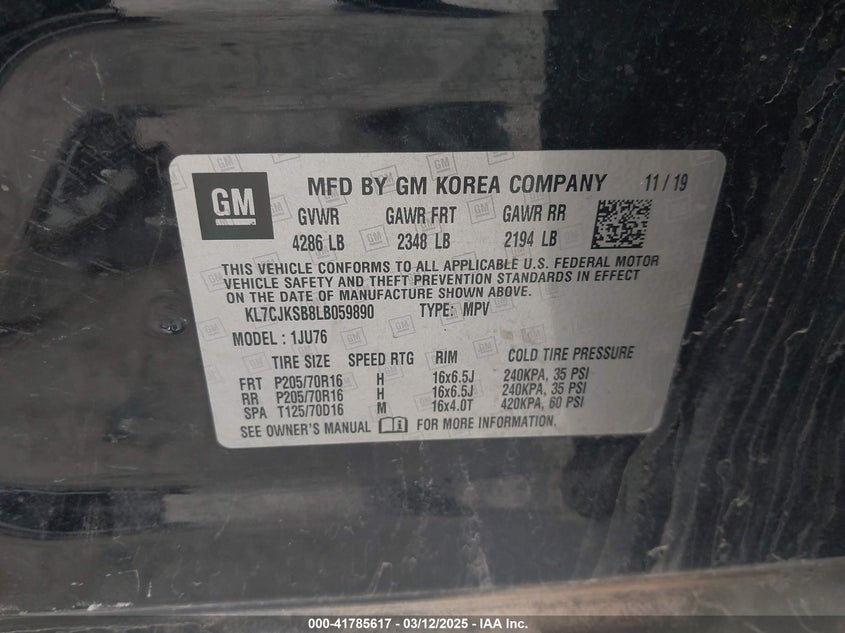 GM
MFD BY GM KOREA COMPANY 11 / 19
GVWR GAWR FRT GAWR RR
4286 LB 2348 LB 2194 LB
THIS VEHICLE CONFORMS TO ALL APPLICABLE U.S. FEDERAL MOTOR
VEHICLE SAFETY AND THEFT PREVENTION STANDARDS IN EFFECT
ON THE DATE OF MANUFACTURE SHOWN ABOVE.
KL7CJKSB8LB059890 TYPE: MPV
MODEL : 1JU76
TIRE SIZE SPEED RTG RIM COLD TIRE PRESSURE
FRT P205/70R16 H 16x6.5J 240KPA, 35 PSI
RR P205/70R16 H 16x6.5J 240KPA, 35 PSI
SPA T125/70D16 M 16x4.0T 420KPA, 60 PSI
SEE OWNER'S MANUAL FOR MORE INFORMATION.
000-41785617 - 03/12/2025 - IAA Inc.